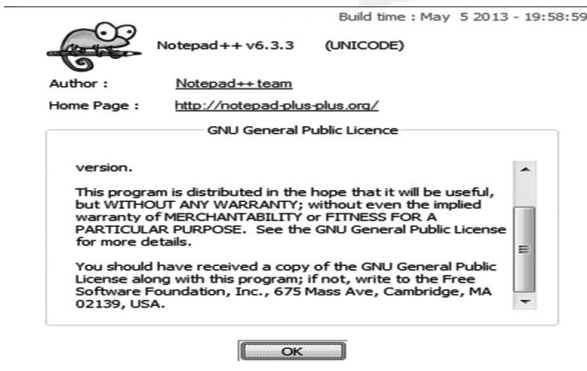 Build time : May 5 2013 - 19:58:59
Notepad++ v6.3.3 (UNICODE)
Author : Notepad++ team
Home Page : http://notepad-plus-plus.org/
GNU General Public Licence
version.
This program is distributed in the hope that it will be useful,
but WITHOUT ANY WARRANTY; without even the implied
warranty of MERCHANTABILITY or FITNESS FOR A
PARTICULAR PURPOSE. See the GNU General Public License
for more details.
You should have received a copy of the GNU General Public
License along with this program; if not, write to the Free
Software Foundation, Inc., 675 Mass Ave, Cambridge, MA
02139, USA.
OK